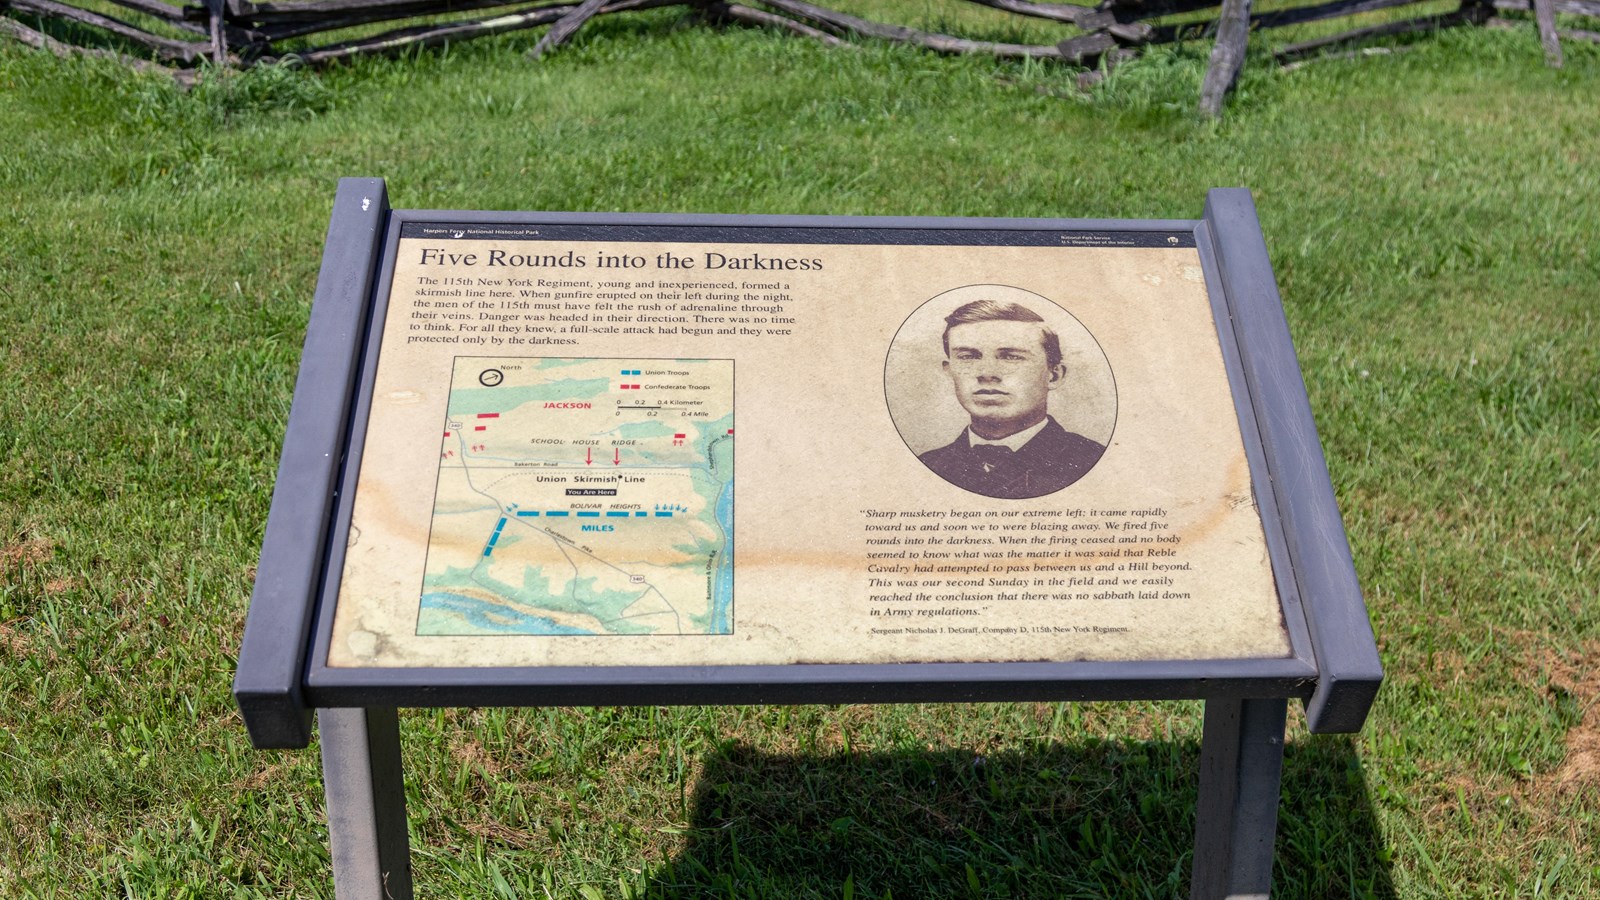 Harpers Ferry National Historical Park
National Park Service
U.S. Department of the Interior
Five Rounds into the Darkness
The 115th New York Regiment, young and inexperienced, formed a
skirmish line here. When gunfire erupted on their left during the night,
the men of the 115th must have felt the rush of adrenaline through
their veins. Danger was headed in their direction. There was no time
to think. For all they knew, a full-scale attack had begun and they were
protected only by the darkness.
North
Union Troops
Confederate Troops
0 0.2 0.4 Kilometer
0 0.2 0.4 Mile
JACKSON
340
SCHOOL HOUSE RIDGE
Bakerton Road
Union Skirmish Line
You Are Here
BOLIVAR HEIGHTS
MILES
Charlestown Pike
340
Baltimore & Ohio RR
"Sharp musketry began on our extreme left; it came rapidly
toward us and soon we to were blazing away. We fired five
rounds into the darkness. When the firing ceased and no body
seemed to know what was the matter it was said that Reble
Cavalry had attempted to pass between us and a Hill beyond.
This was our second Sunday in the field and we easily
reached the conclusion that there was no sabbath laid down
in Army regulations."
Sergeant Nicholas J. DeGraff, Company D, 115th New York Regiment